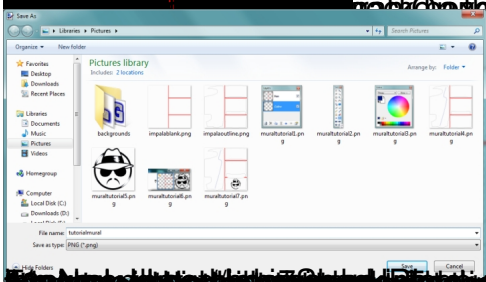 Save As
Libraries ▸ Pictures ▸
Search Pictures
Organize
New folder
Favorites
Desktop
Downloads
Recent Places
Libraries
Documents
Music
Pictures
Videos
Homegroup
Computer
Local Disk (C:)
Downloads (D:)
Pictures library
Includes: 2 locations
Arrange by: Folder
backgrounds
impalablank.png
impalaoutline.png
muraltutorial1.png
muraltutorial2.png
muraltutorial3.png
muraltutorial4.png
muraltutorial5.png
muraltutorial6.png
muraltutorial7.png
File name: tutorialmural
Save as type: PNG (*.png)
Hide Folders
Save
Cancel